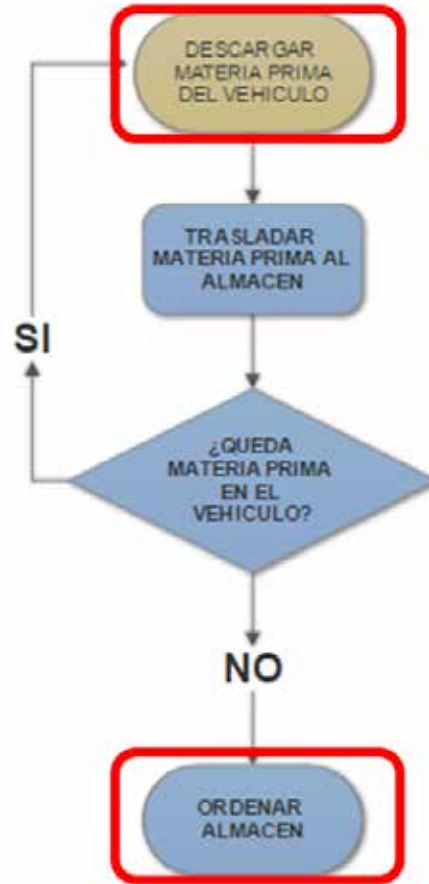 DESCARGAR
MATERIA PRIMA
DEL VEHICULO
TRASLADAR
MATERIA PRIMA AL
ALMACEN
SI
¿QUEDA
MATERIA PRIMA
EN EL
VEHICULO?
NO
ORDENAR
ALMACEN